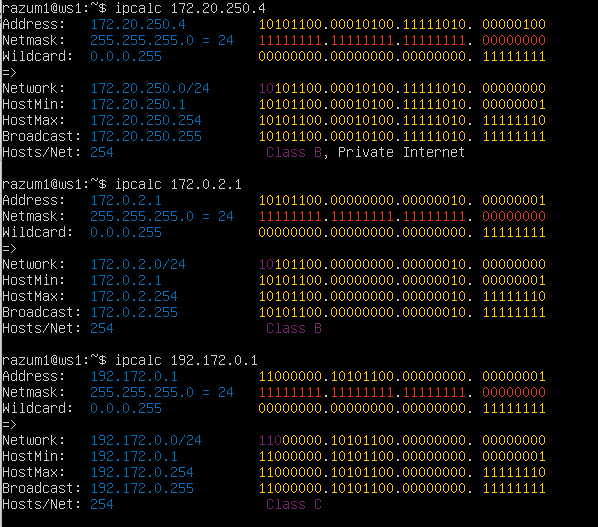 razum1@ws1:~$ ipcalc 172.20.250.4
Address:   172.20.250.4         10101100.00010100.11111010. 00000100
Netmask:   255.255.255.0 = 24   11111111.11111111.11111111. 00000000
Wildcard:  0.0.0.255            00000000.00000000.00000000. 11111111
=>
Network:   172.20.250.0/24      10101100.00010100.11111010. 00000000
HostMin:   172.20.250.1         10101100.00010100.11111010. 00000001
HostMax:   172.20.250.254       10101100.00010100.11111010. 11111110
Broadcast: 172.20.250.255       10101100.00010100.11111010. 11111111
Hosts/Net: 254                   Class B, Private Internet

razum1@ws1:~$ ipcalc 172.0.2.1
Address:   172.0.2.1            10101100.00000000.00000010. 00000001
Netmask:   255.255.255.0 = 24   11111111.11111111.11111111. 00000000
Wildcard:  0.0.0.255            00000000.00000000.00000000. 11111111
=>
Network:   172.0.2.0/24         10101100.00000000.00000010. 00000000
HostMin:   172.0.2.1            10101100.00000000.00000010. 00000001
HostMax:   172.0.2.254          10101100.00000000.00000010. 11111110
Broadcast: 172.0.2.255          10101100.00000000.00000010. 11111111
Hosts/Net: 254                   Class B

razum1@ws1:~$ ipcalc 192.172.0.1
Address:   192.172.0.1          11000000.10101100.00000000. 00000001
Netmask:   255.255.255.0 = 24   11111111.11111111.11111111. 00000000
Wildcard:  0.0.0.255            00000000.00000000.00000000. 11111111
=>
Network:   192.172.0.0/24       11000000.10101100.00000000. 00000000
HostMin:   192.172.0.1          11000000.10101100.00000000. 00000001
HostMax:   192.172.0.254        11000000.10101100.00000000. 11111110
Broadcast: 192.172.0.255        11000000.10101100.00000000. 11111111
Hosts/Net: 254                   Class C